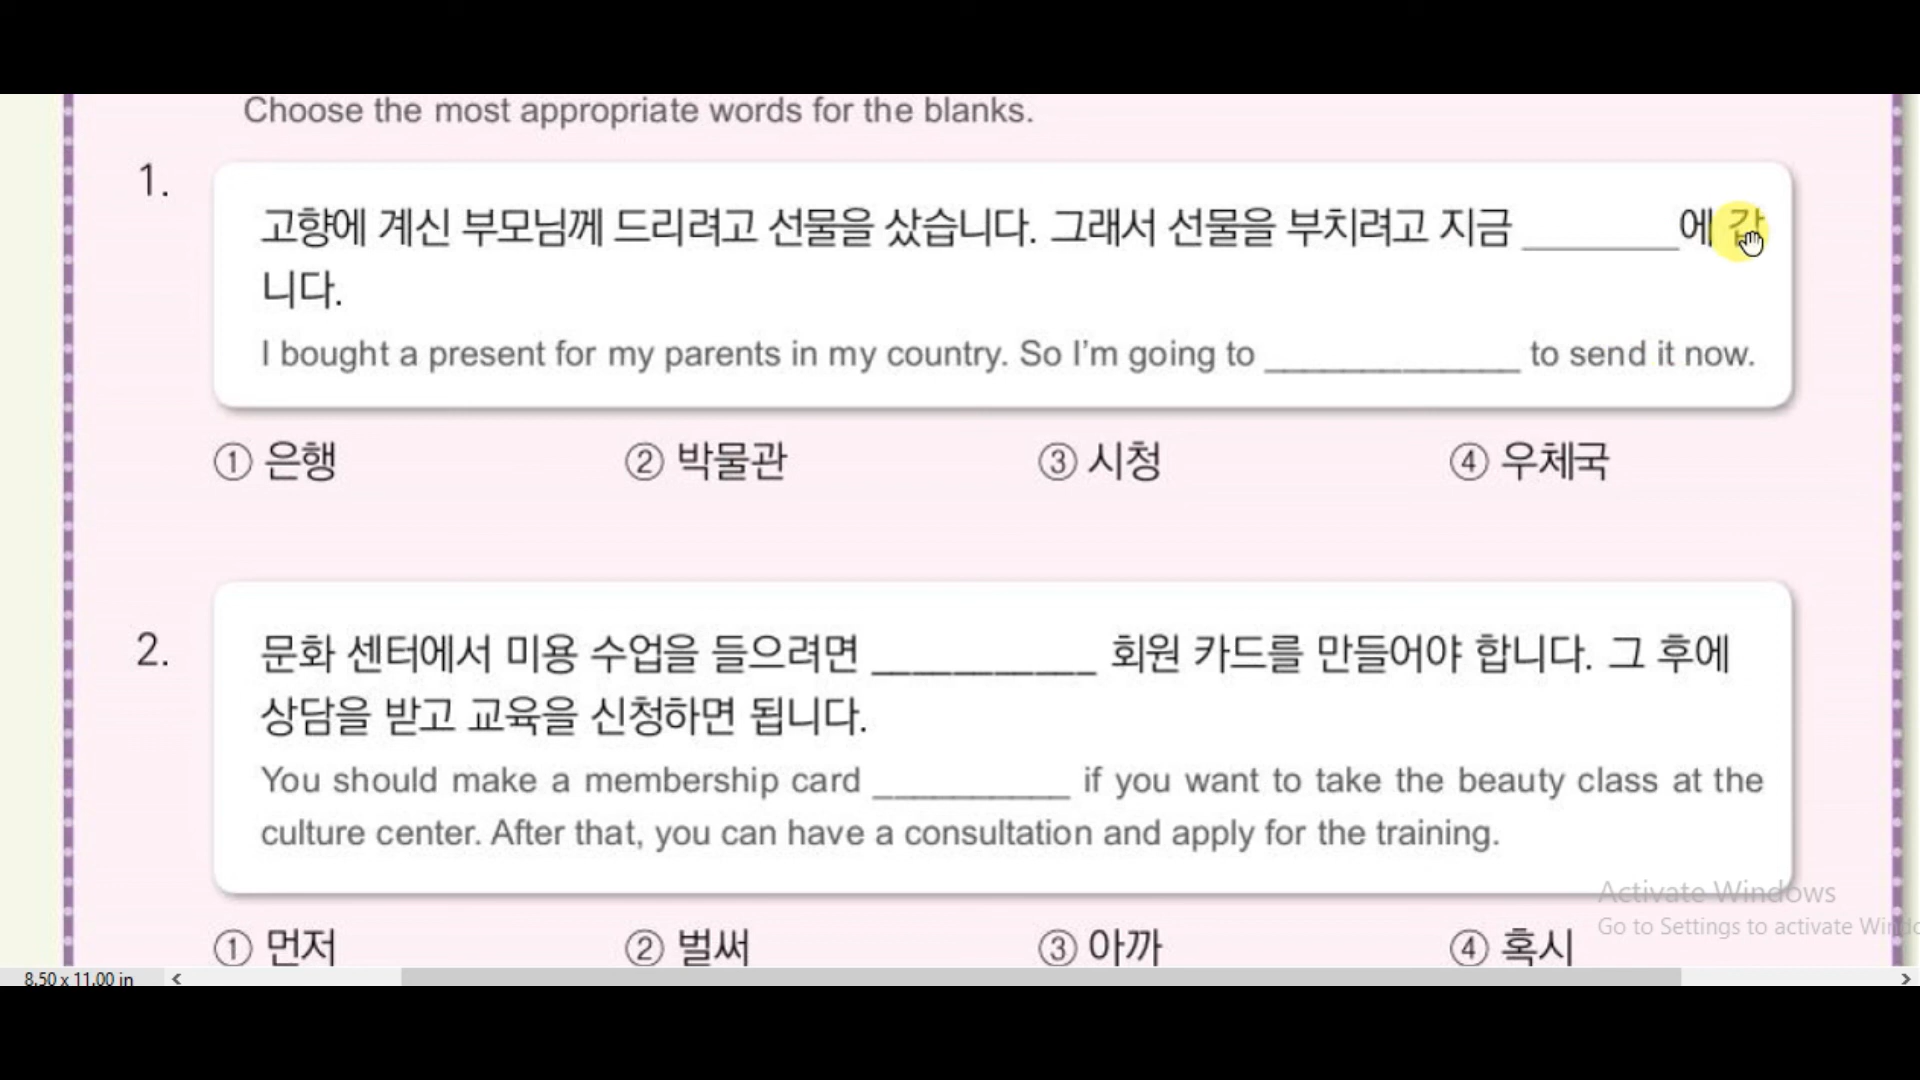 Choose the most appropriate words for the blanks.
1.
고향에 계신 부모님께 드리려고 선물을 샀습니다. 그래서 선물을 부치려고 지금 ________에 갑
니다.
I bought a present for my parents in my country. So I'm going to ______________ to send it now.
① 은행 ② 박물관 ③ 시청 ④ 우체국
2.
문화 센터에서 미용 수업을 들으려면 ___________ 회원 카드를 만들어야 합니다. 그 후에
상담을 받고 교육을 신청하면 됩니다.
You should make a membership card ___________ if you want to take the beauty class at the
culture center. After that, you can have a consultation and apply for the training.
① 먼저 ② 벌써 ③ 아까 ④ 혹시
Activate Windows
Go to Settings to activate Windo
8.50 x 11.00 in